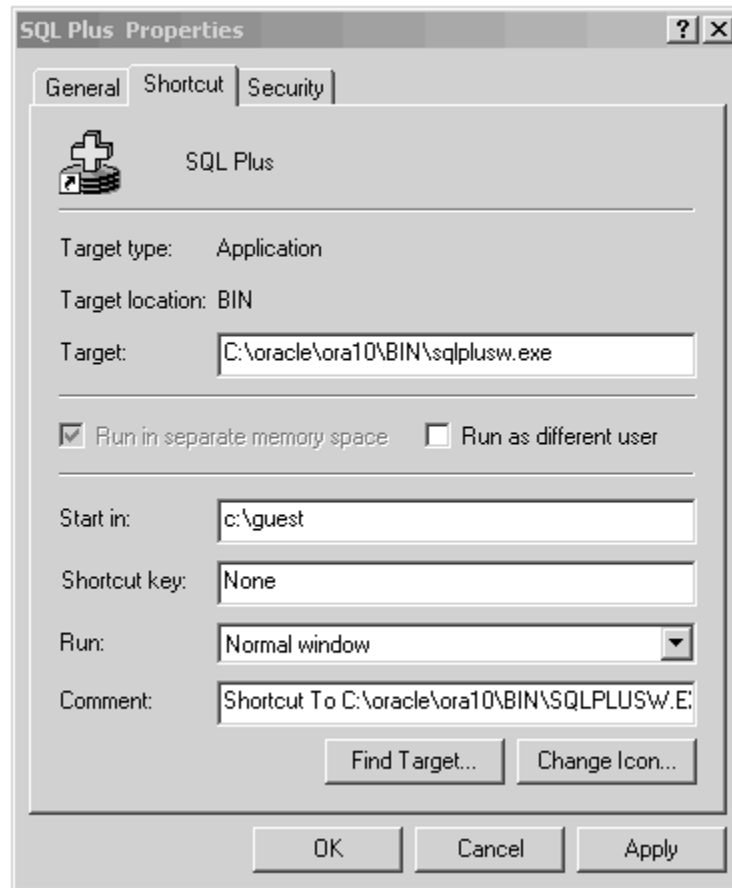 SQL Plus Properties
General Shortcut Security
SQL Plus
Target type: Application
Target location: BIN
Target: C:\oracle\ora10\BIN\sqlplusw.exe
Run in separate memory space Run as different user
Start in: c:\guest
Shortcut key: None
Run: Normal window
Comment: Shortcut To C:\oracle\ora10\BIN\SQLPLUSW.E
Find Target... Change Icon...
OK Cancel Apply